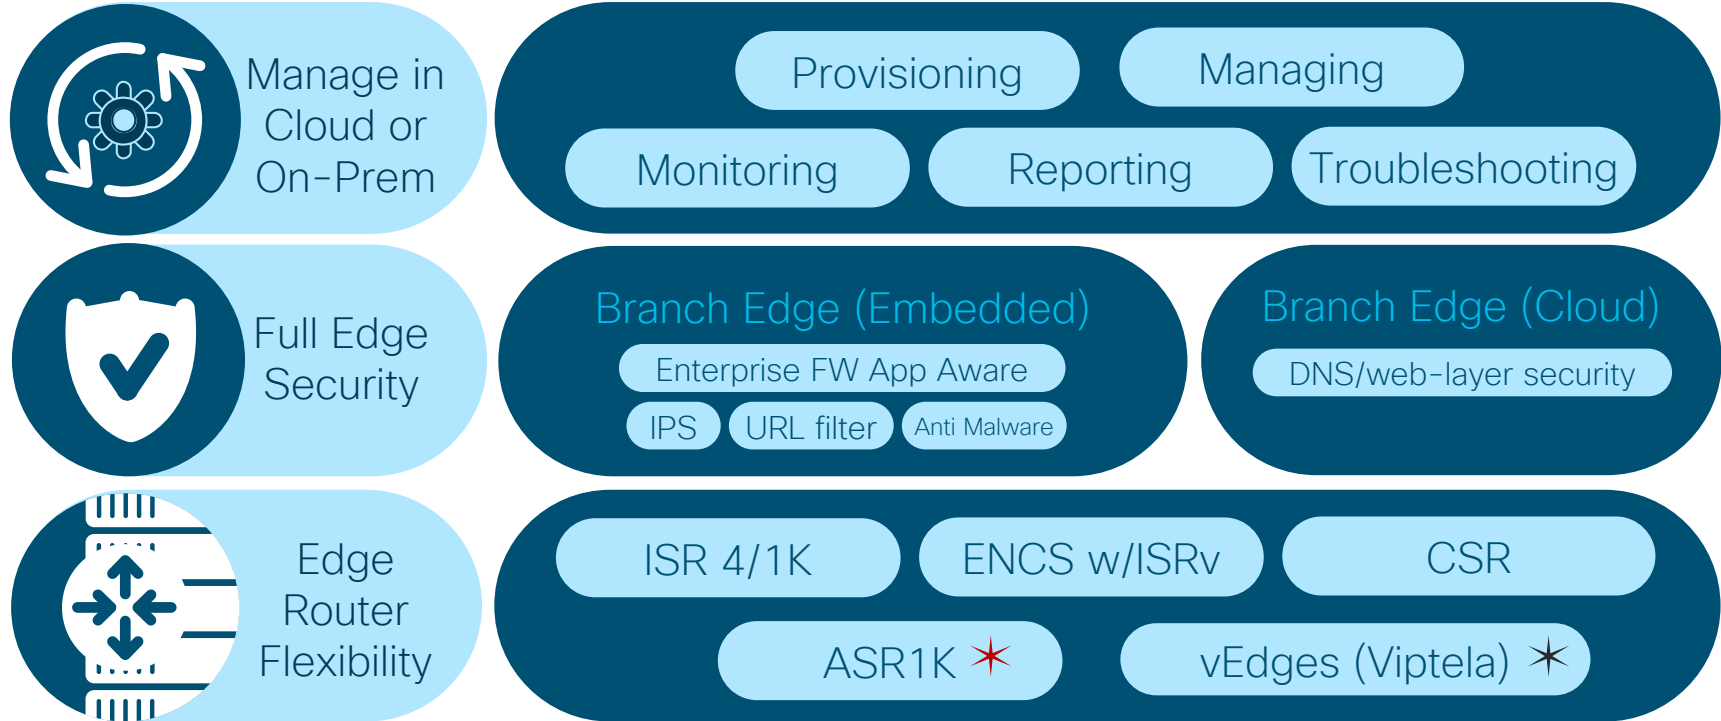 Manage in
Cloud or
On-Prem
Provisioning
Managing
Monitoring
Reporting
Troubleshooting
Full Edge
Security
Branch Edge (Embedded)
Enterprise FW App Aware
IPS
URL filter
Anti Malware
Branch Edge (Cloud)
DNS/web-layer security
Edge
Router
Flexibility
ISR 4/1K
ENCS w/ISRv
CSR
ASR1K ✶
vEdges (Viptela) ✶